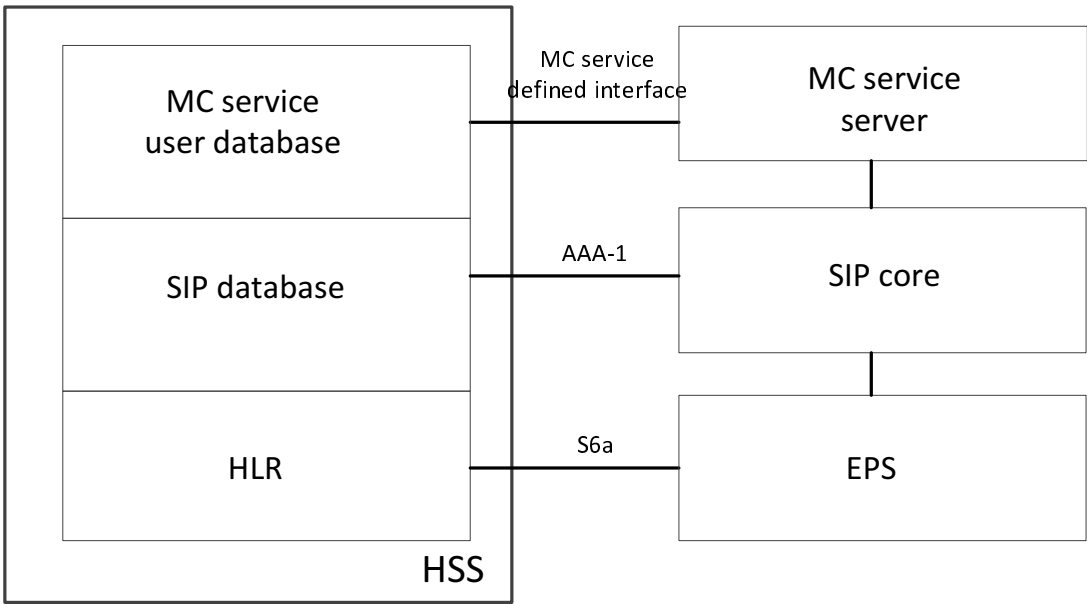 MC service
user database
MC service
defined interface
MC service
server
SIP database
AAA-1
SIP core
HLR
S6a
EPS
HSS